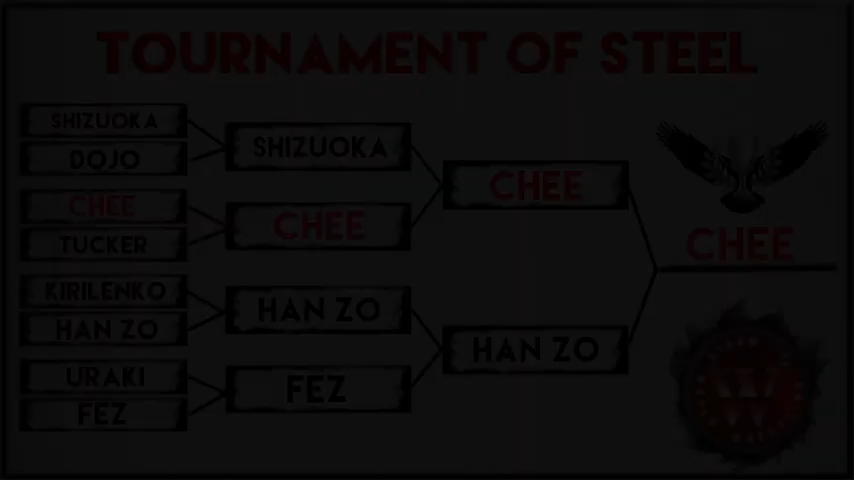 TOURNAMENT OF STEEL
SHIZUOKA
DOJO
CHEE
TUCKER
KIRILENKO
HAN ZO
URAKI
FEZ
SHIZUOKA
CHEE
HAN ZO
FEZ
CHEE
HAN ZO
CHEE
W